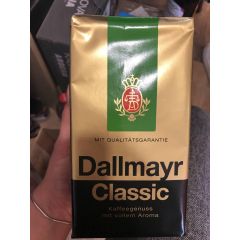 MIT QUALITÄTSGARANTIE
Dallmayr
Classic
Kaffeegenuss
mit vollem Aroma